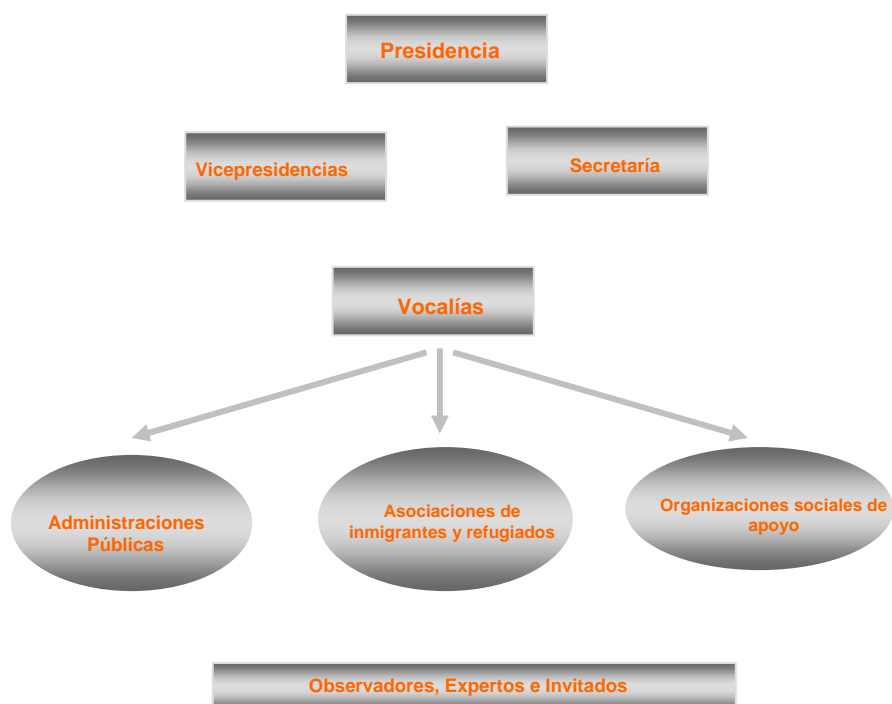 Presidencia
Vicepresidencias
Secretaría
Vocalías
Administraciones
Públicas
Asociaciones de
inmigrantes y refugiados
Organizaciones sociales de
apoyo
Observadores, Expertos e Invitados